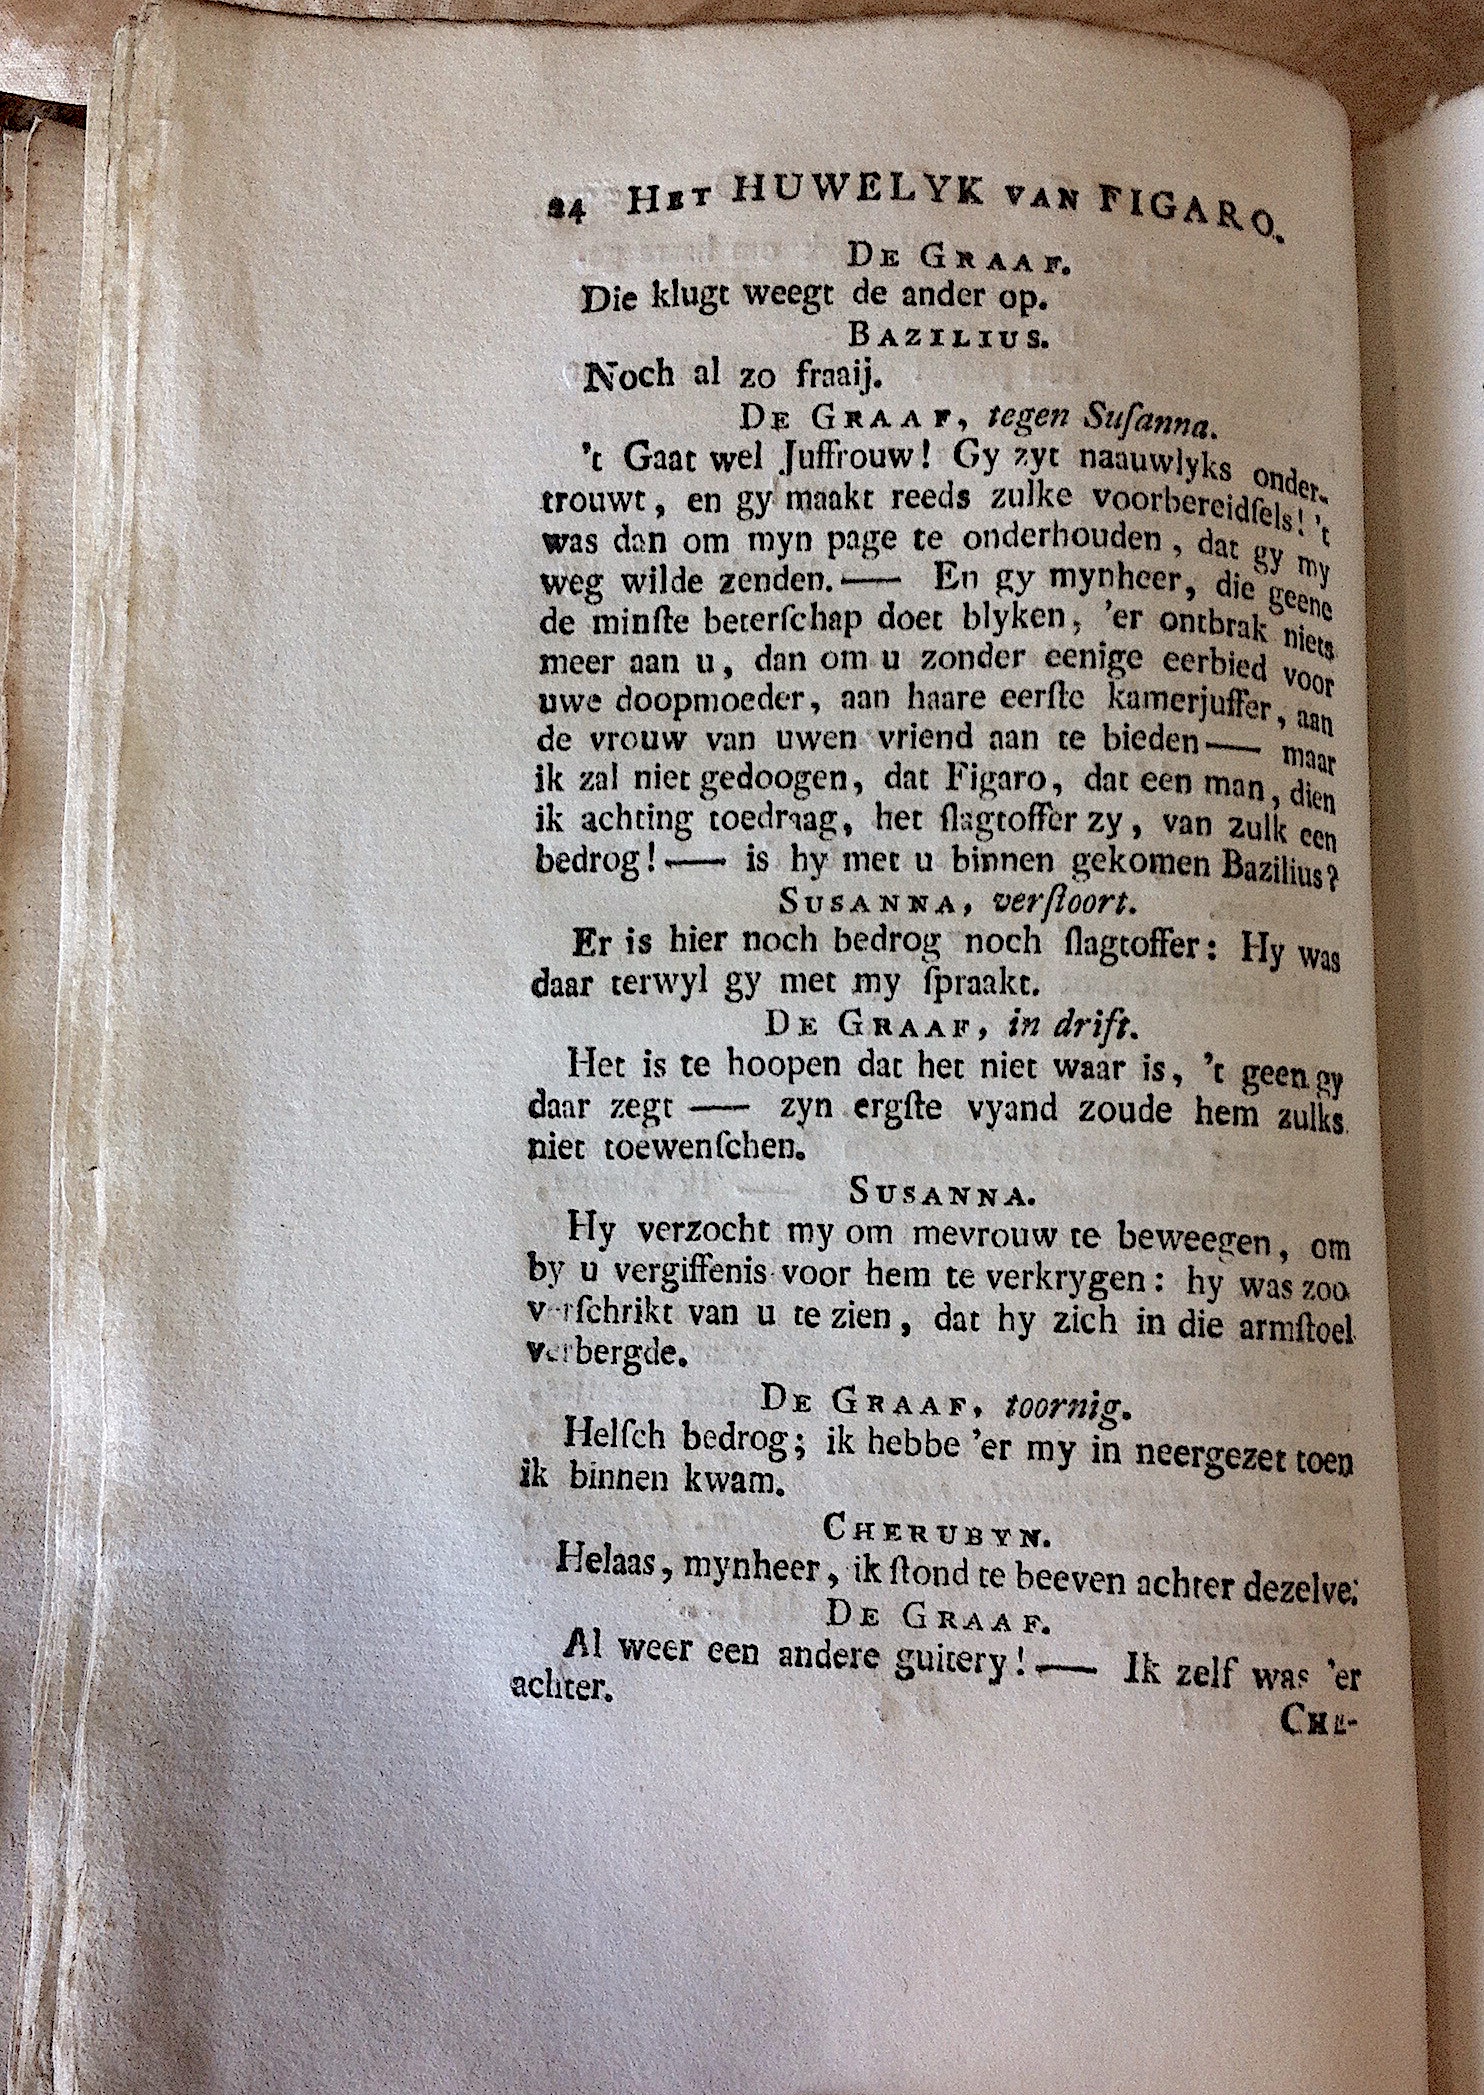 24 HET HUWELYK VAN FIGARO.
DE GRAAF.
Die klugt weegt de ander op.
BAZILIUS.
Noch al zo fraaij.
DE GRAAF, tegen Suſanna.
't Gaat wel Juffrouw! Gy zyt naauwlyks onder-
trouwt, en gy maakt reeds zulke voorbereidſels! 't
was dan om myn page te onderhouden, dat gy my
weg wilde zenden. — En gy mynheer, die geene
de minſte beterſchap doet blyken, 'er ontbrak niets
meer aan u, dan om u zonder eenige eerbied voor
uwe doopmoeder, aan haare eerſte kamerjuffer, aan
de vrouw van uwen vriend aan te bieden — maar
ik zal niet gedoogen, dat Figaro, dat een man, dien
ik achting toedraag, het ſlagtoffer zy, van zulk een
bedrog! — is hy met u binnen gekomen Bazilius?
SUSANNA, verſtoort.
Er is hier noch bedrog noch ſlagtoffer: Hy was
daar terwyl gy met my ſpraakt.
DE GRAAF, in drift.
Het is te hoopen dat het niet waar is, 't geen gy
daar zegt — zyn ergſte vyand zoude hem zulks
niet toewenſchen.
SUSANNA.
Hy verzocht my om mevrouw te beweegen, om
by u vergiffenis voor hem te verkrygen: hy was zoo
verſchrikt van u te zien, dat hy zich in die armſtoel
verbergde.
DE GRAAF, toornig.
Helſch bedrog; ik hebbe 'er my in neergezet toen
ik binnen kwam.
CHERUBYN.
Helaas, mynheer, ik ſtond te beeven achter dezelve.
DE GRAAF.
Al weer een andere guitery! — Ik zelf was 'er
achter.
CHE-